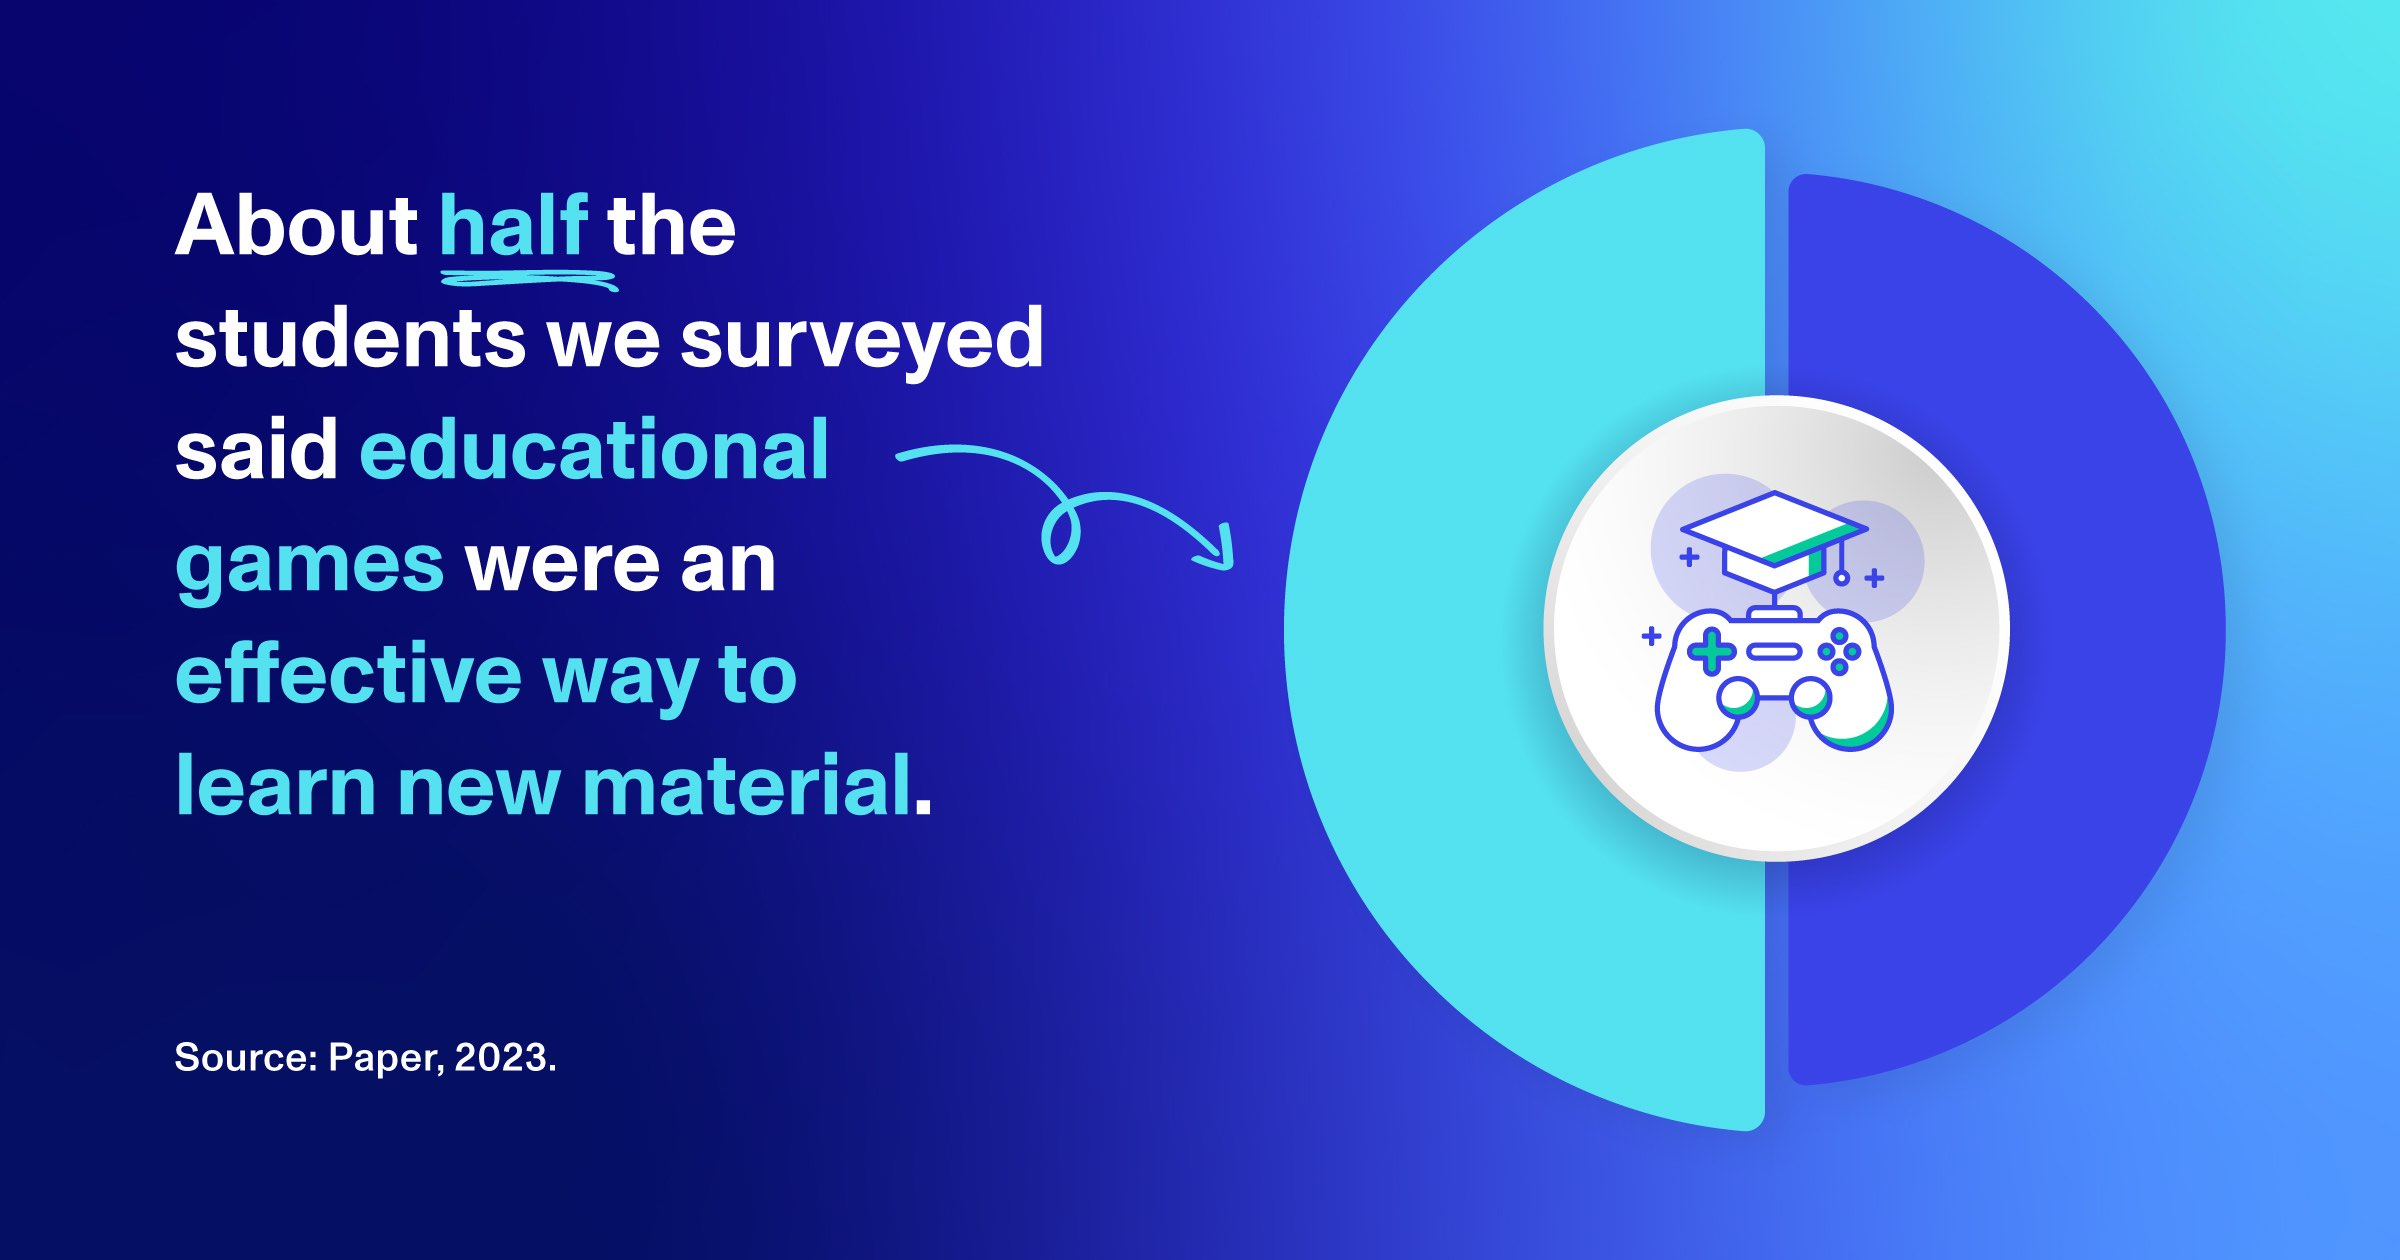 About half the
students we surveyed
said educational
games were an
effective way to
learn new material.
Source: Paper, 2023.